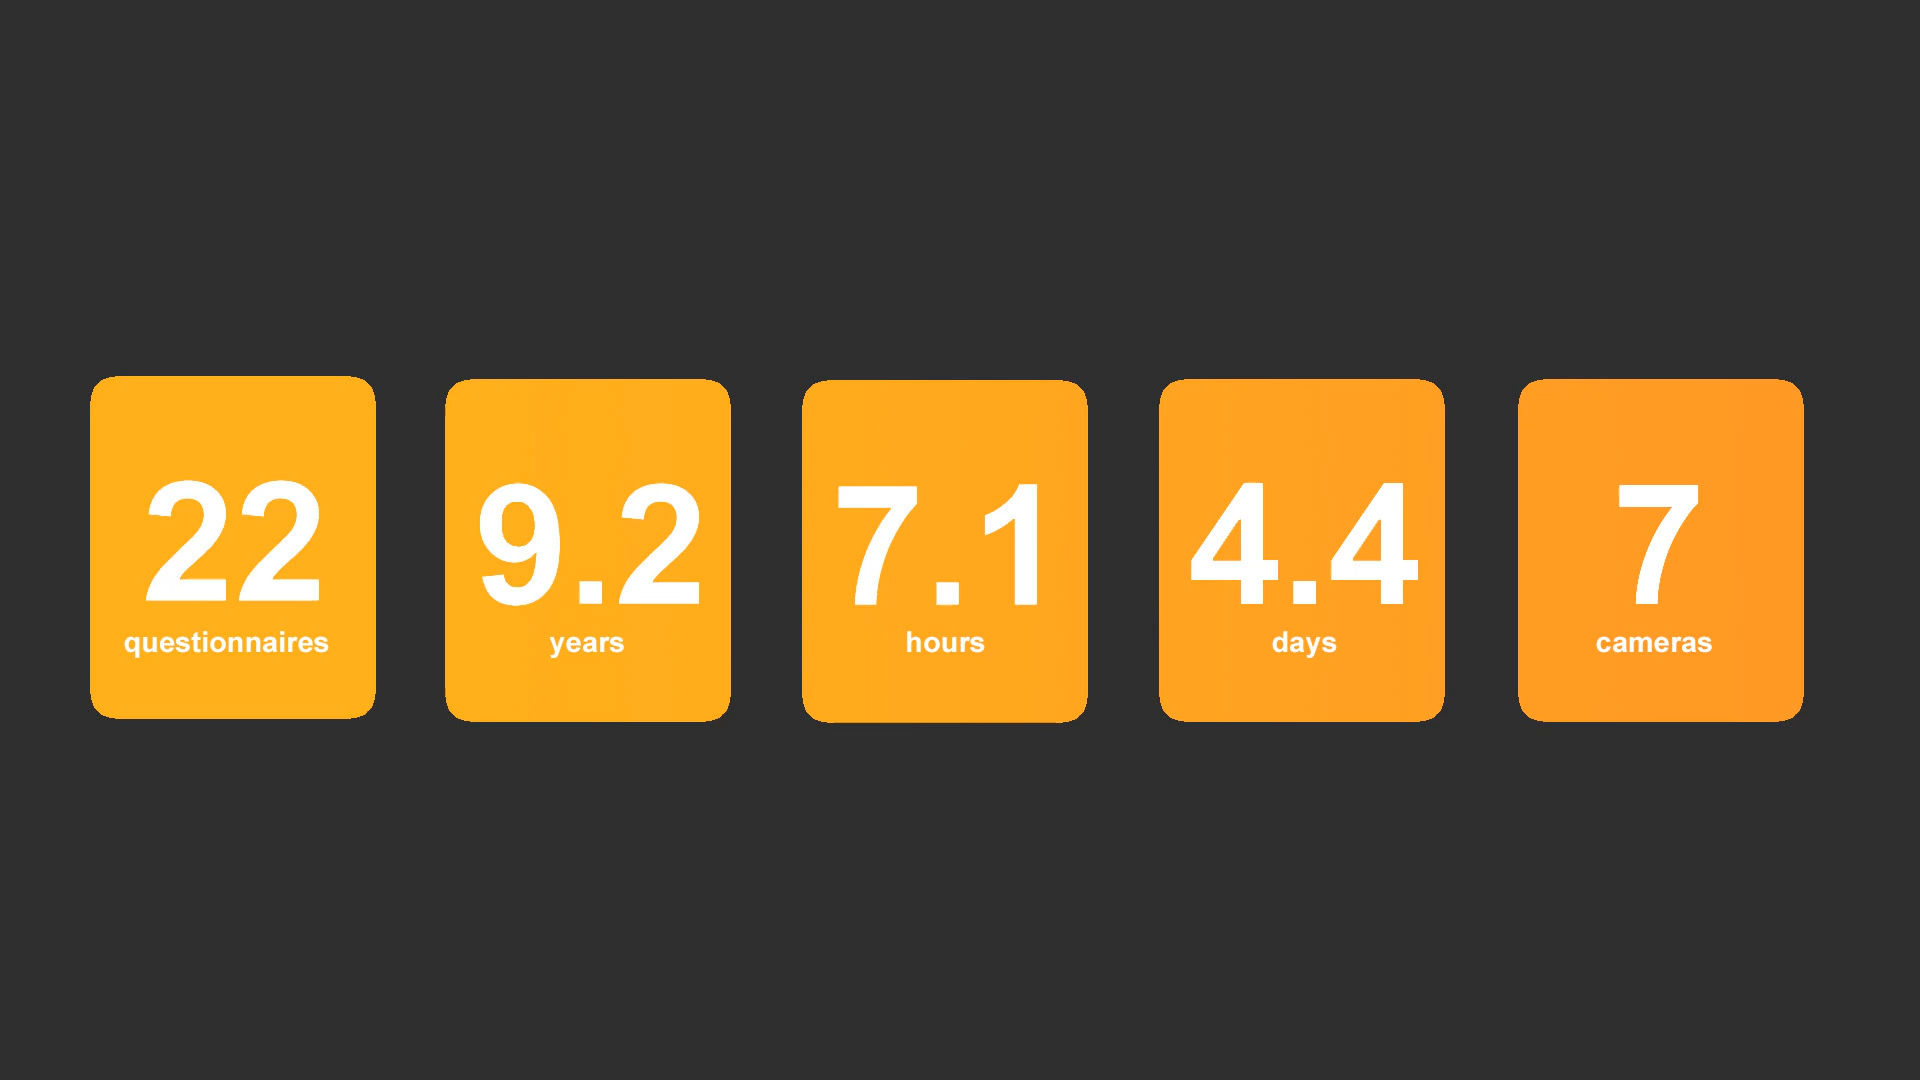 22
questionnaires
9.2
years
7.1
hours
4.4
days
7
cameras